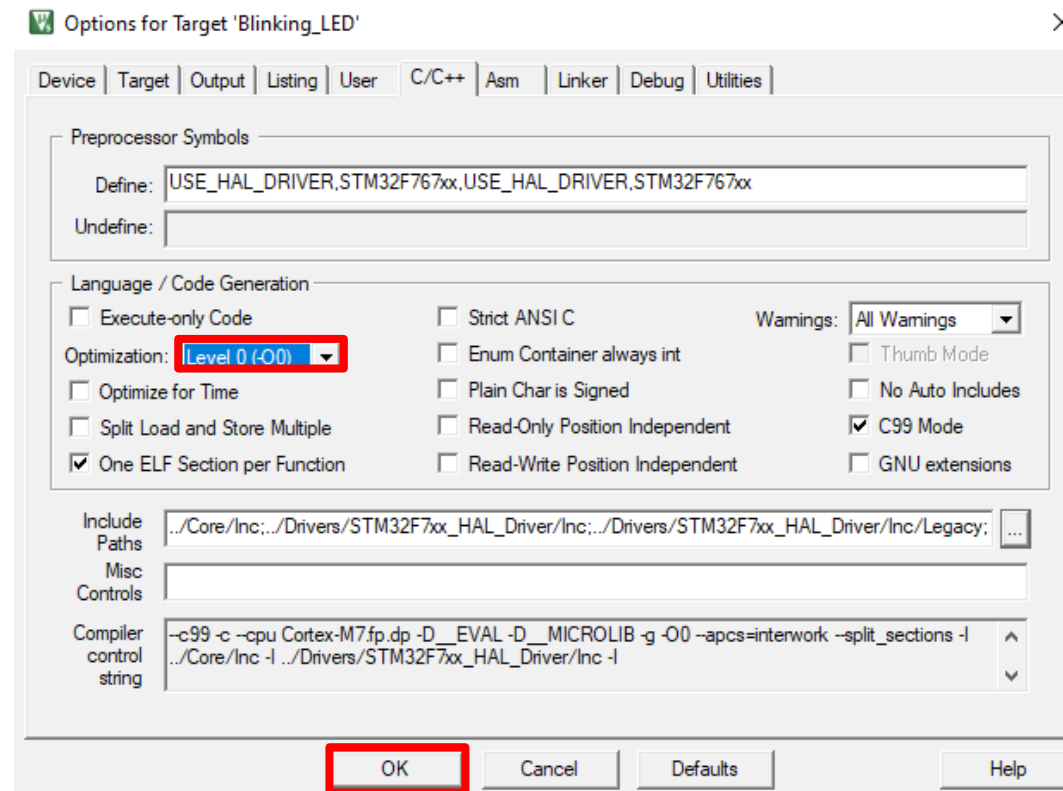 Options for Target 'Blinking_LED'
Device Target Output Listing User C/C++ Asm Linker Debug Utilities
Preprocessor Symbols
Define: USE_HAL_DRIVER,STM32F767xx,USE_HAL_DRIVER,STM32F767xx
Undefine:
Language / Code Generation
Execute-only Code Strict ANSI C Warnings: All Warnings
Optimization: Level 0 (-O0) Enum Container always int Thumb Mode
Optimize for Time Plain Char is Signed No Auto Includes
Split Load and Store Multiple Read-Only Position Independent C99 Mode
One ELF Section per Function Read-Write Position Independent GNU extensions
Include Paths ../Core/Inc;../Drivers/STM32F7xx_HAL_Driver/Inc;../Drivers/STM32F7xx_HAL_Driver/Inc/Legacy; ...
Misc Controls
Compiler control string --c99 -c --cpu Cortex-M7.fp.dp -D__EVAL -D__MICROLIB -g -O0 --apcs=interwork --split_sections -I
../Core/Inc -I ../Drivers/STM32F7xx_HAL_Driver/Inc -I
OK Cancel Defaults Help